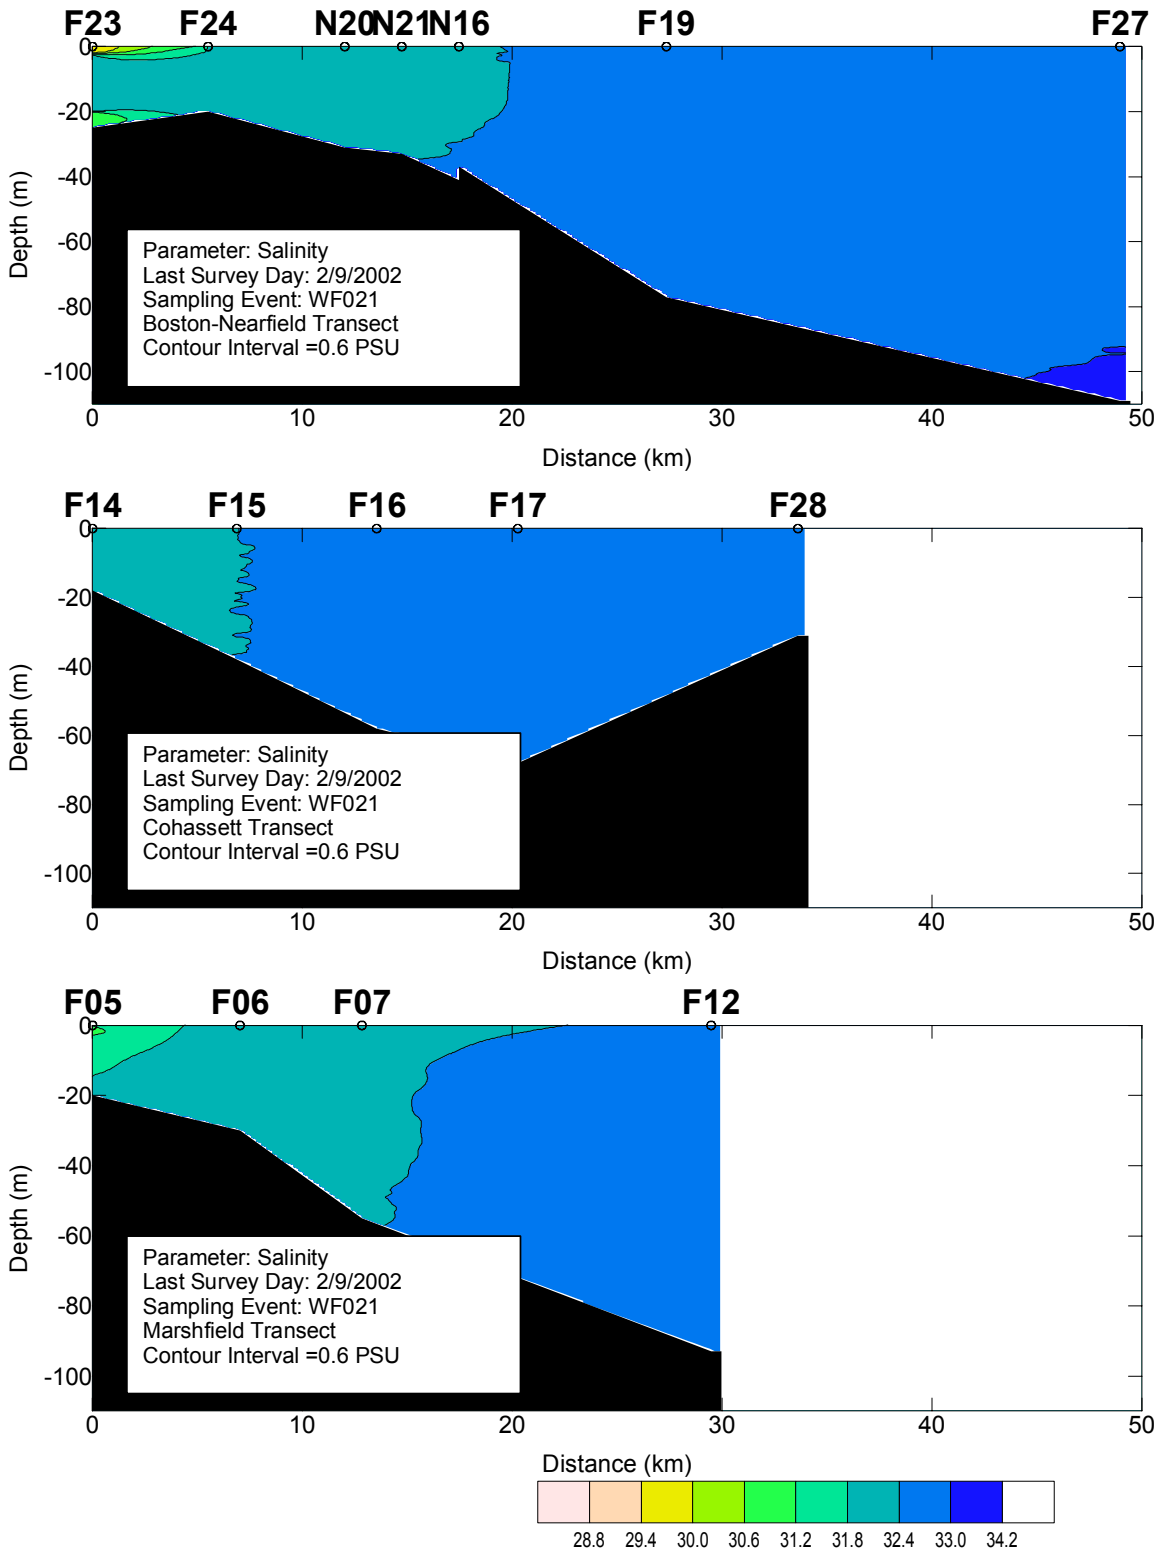 F23 F24 N20 N21 N16 F19 F27
0
-20
-40
-60
-80
-100
Depth (m)
Parameter: Salinity
Last Survey Day: 2/9/2002
Sampling Event: WF021
Boston-Nearfield Transect
Contour Interval =0.6 PSU
0 10 20 30 40 50
Distance (km)
F14 F15 F16 F17 F28
0
-20
-40
-60
-80
-100
Depth (m)
Parameter: Salinity
Last Survey Day: 2/9/2002
Sampling Event: WF021
Cohassett Transect
Contour Interval =0.6 PSU
0 10 20 30 40 50
Distance (km)
F05 F06 F07 F12
0
-20
-40
-60
-80
-100
Depth (m)
Parameter: Salinity
Last Survey Day: 2/9/2002
Sampling Event: WF021
Marshfield Transect
Contour Interval =0.6 PSU
0 10 20 30 40 50
Distance (km)
28.8 29.4 30.0 30.6 31.2 31.8 32.4 33.0 34.2